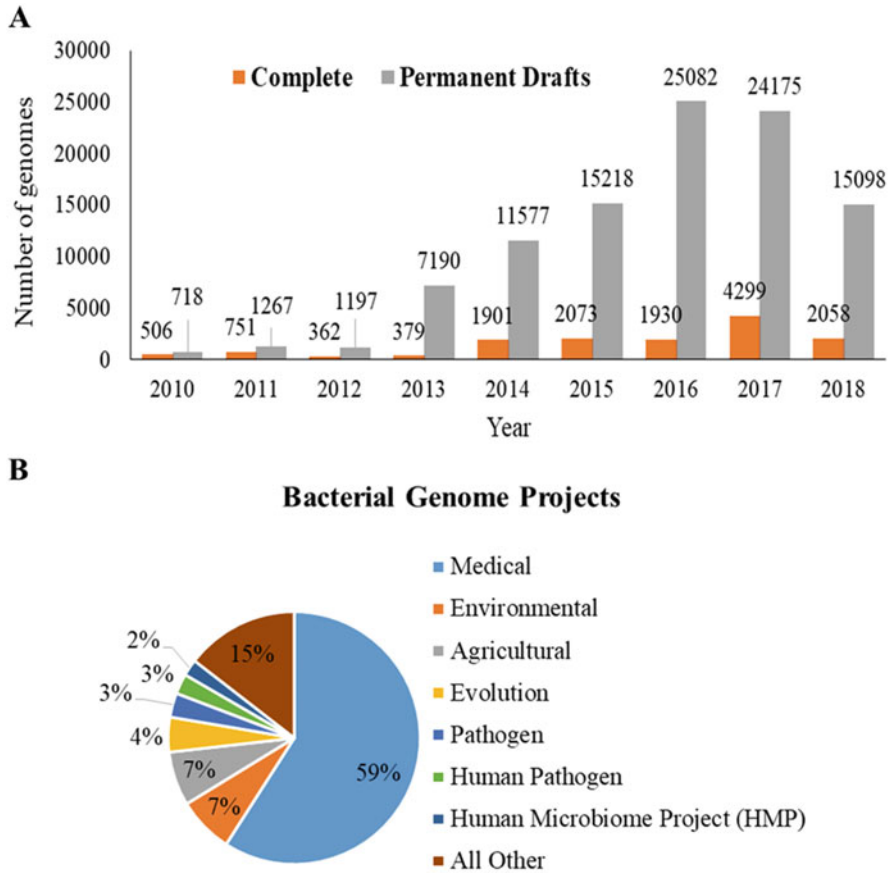 A
30000
25000
20000
15000
10000
5000
0
Number of genomes
Complete Permanent Drafts
506 718 751 1267 362 1197 379 7190 1901 11577 2073 15218 1930 25082 4299 24175 2058 15098
2010 2011 2012 2013 2014 2015 2016 2017 2018
Year
B
Bacterial Genome Projects
Medical
Environmental
Agricultural
Evolution
Pathogen
Human Pathogen
Human Microbiome Project (HMP)
All Other
59%
7%
7%
4%
3%
3%
2%
15%